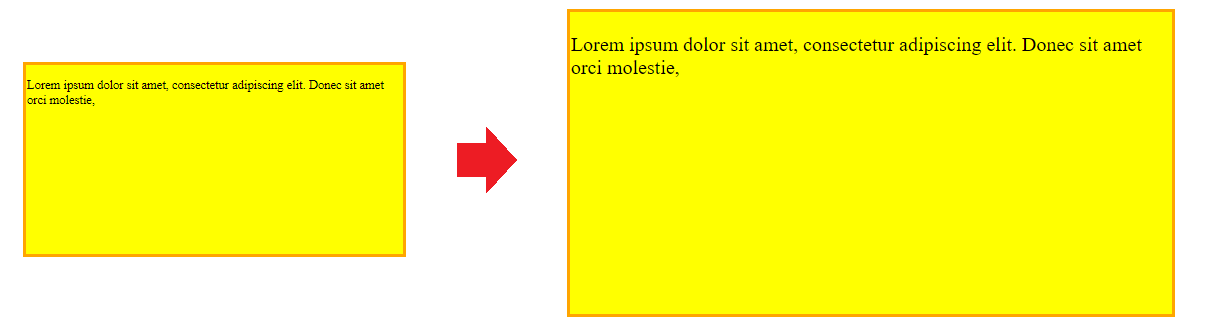 Lorem ipsum dolor sit amet, consectetur adipiscing elit. Donec sit amet
orci molestie,
Lorem ipsum dolor sit amet, consectetur adipiscing elit. Donec sit amet
orci molestie,